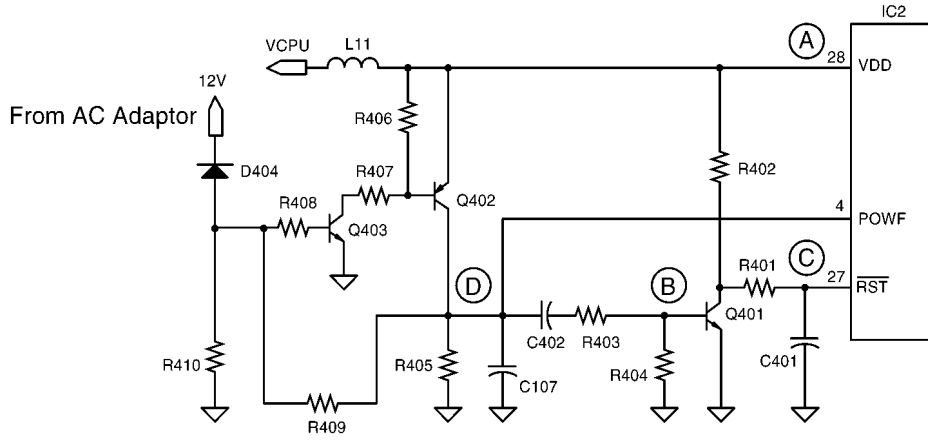 IC2
A
VCPU
L11
28
VDD
12V
From AC Adaptor
R406
D404
R407
R402
R408
Q402
4
POWF
Q403
C
D
B
R401
27
RST
Q401
R410
R405
C402
R403
C401
R404
C107
R409